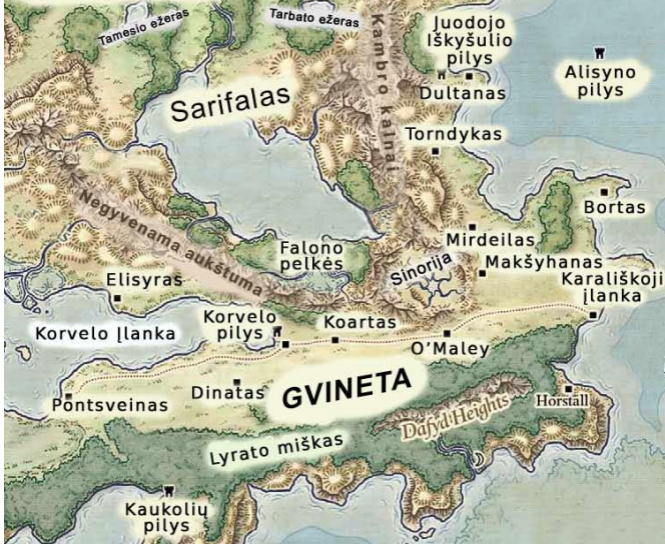 Tamesio ežeras
Tarbato ežeras
Juodojo
Iškyšulio
pilys
Alisyno
pilys
Sarifalas
Kambro kalnai
Dultanas
Torndykas
Bortas
Negyvenama aukštuma
Falono
pelkės
Mirdeilas
Sinorija
Makšyhanas
Karališkoji
įlanka
Elisyras
Korvelo Įlanka
Korvelo
pilys
Koartas
O’Maley
Pontsveinas
Dinatas
GVINETA
Dafyd Heights
Horstall
Lyrato miškas
Kaukolių
pilys